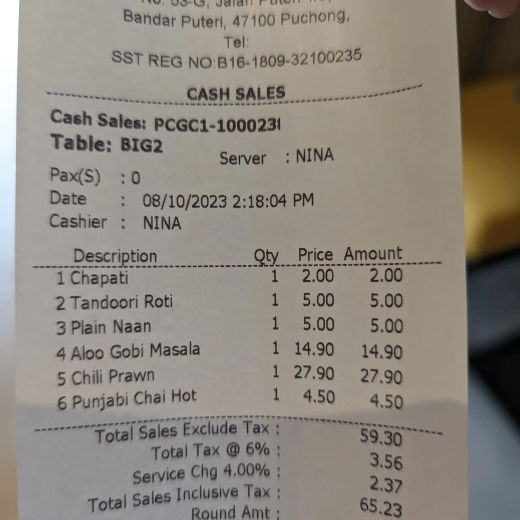 No. 53-G, Jalan Puteri
Bandar Puteri, 47100 Puchong,
Tel:
SST REG NO:B16-1809-32100235
CASH SALES
Cash Sales: PCGC1-1000231
Table: BIG2
Server : NINA
Pax(S) : 0
Date : 08/10/2023 2:18:04 PM
Cashier : NINA
Description Qty Price Amount
1 Chapati 1 2.00 2.00
2 Tandoori Roti 1 5.00 5.00
3 Plain Naan 1 5.00 5.00
4 Aloo Gobi Masala 1 14.90 14.90
5 Chili Prawn 1 27.90 27.90
6 Punjabi Chai Hot 1 4.50 4.50
Total Sales Exclude Tax : 59.30
Total Tax @ 6% : 3.56
Service Chg 4.00% : 2.37
Total Sales Inclusive Tax : 65.23
Round Amt :